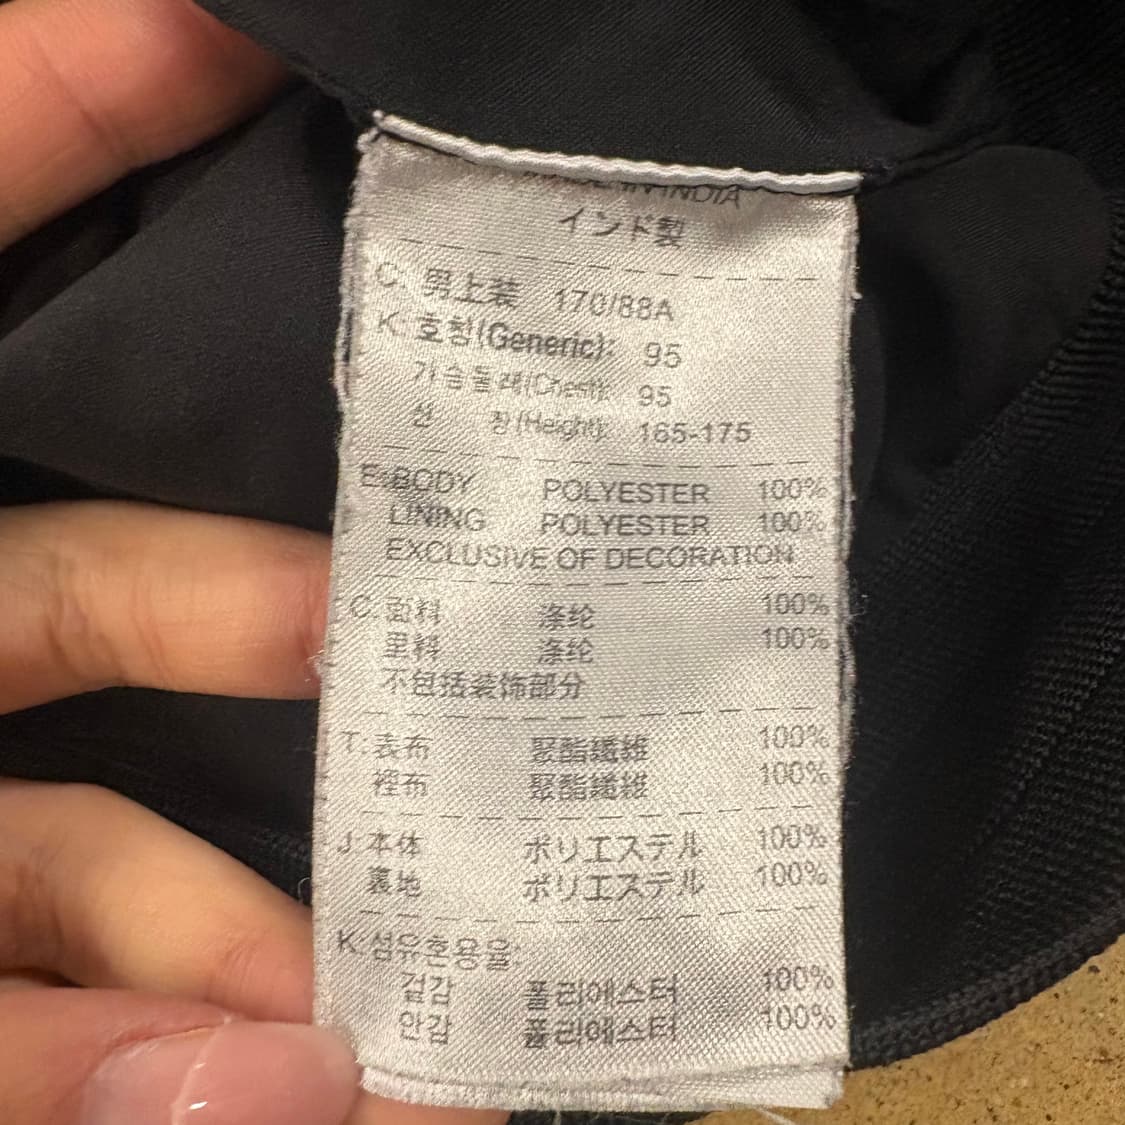 MADE IN INDIA
インド製
C: 男上装 170/88A
K: 호칭(Generic): 95
가슴둘레(Chest): 95
신 장(Height): 165-175
E: BODY POLYESTER 100%
LINING POLYESTER 100%
EXCLUSIVE OF DECORATION
C: 面料 涤纶 100%
里料 涤纶 100%
不包括装饰部分
T: 表布 聚酯纖維 100%
裡布 聚酯纖維 100%
J 本体 ポリエステル 100%
裏地 ポリエステル 100%
K: 섬유혼용율:
겉감 폴리에스터 100%
안감 폴리에스터 100%